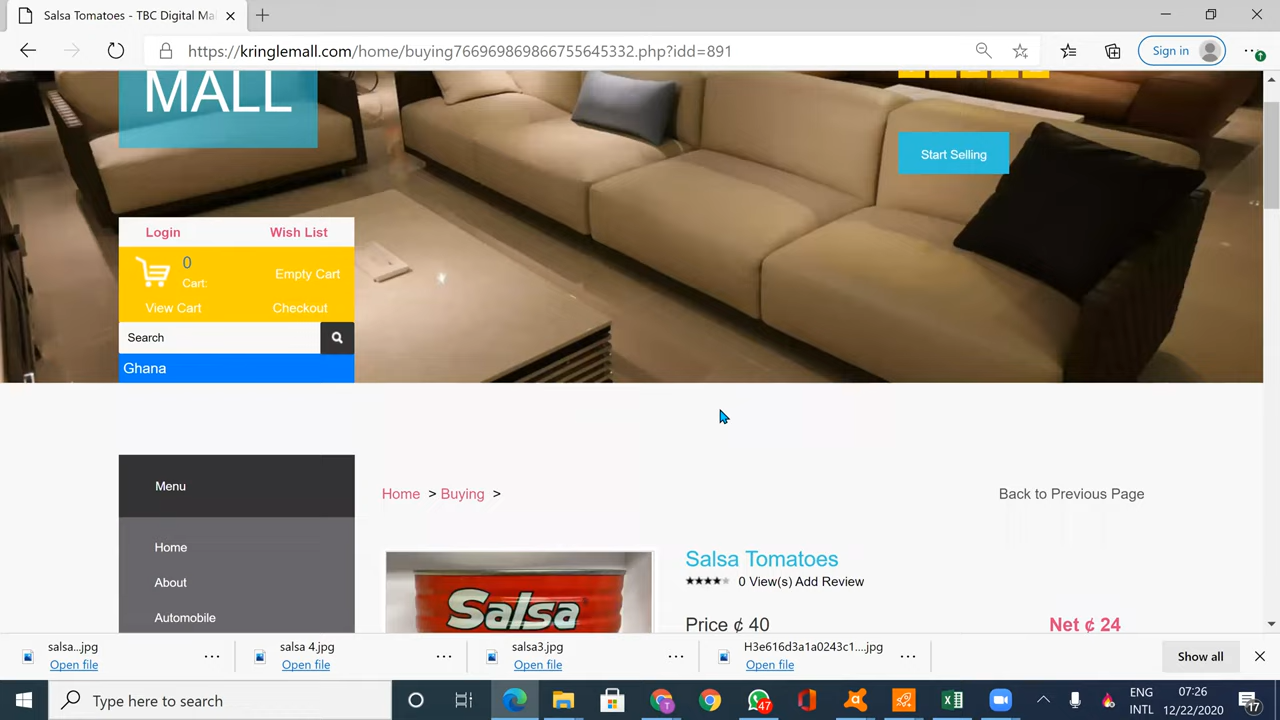 Salsa Tomatoes - TBC Digital Ma
https://kringlemall.com/home/buying766969869866755645332.php?idd=891
Sign in
MALL
Start Selling
Login
Wish List
0
Cart:
Empty Cart
View Cart
Checkout
Search
Ghana
Menu
Home
About
Automobile
Home > Buying >
Back to Previous Page
Salsa
Salsa Tomatoes
0 View(s) Add Review
Price ¢ 40
Net ¢ 24
salsa...jpg
Open file
salsa 4.jpg
Open file
salsa3.jpg
Open file
H3e616d3a1a0243c1....jpg
Open file
Show all
Type here to search
47
ENG
INTL
07:26
12/22/2020
17